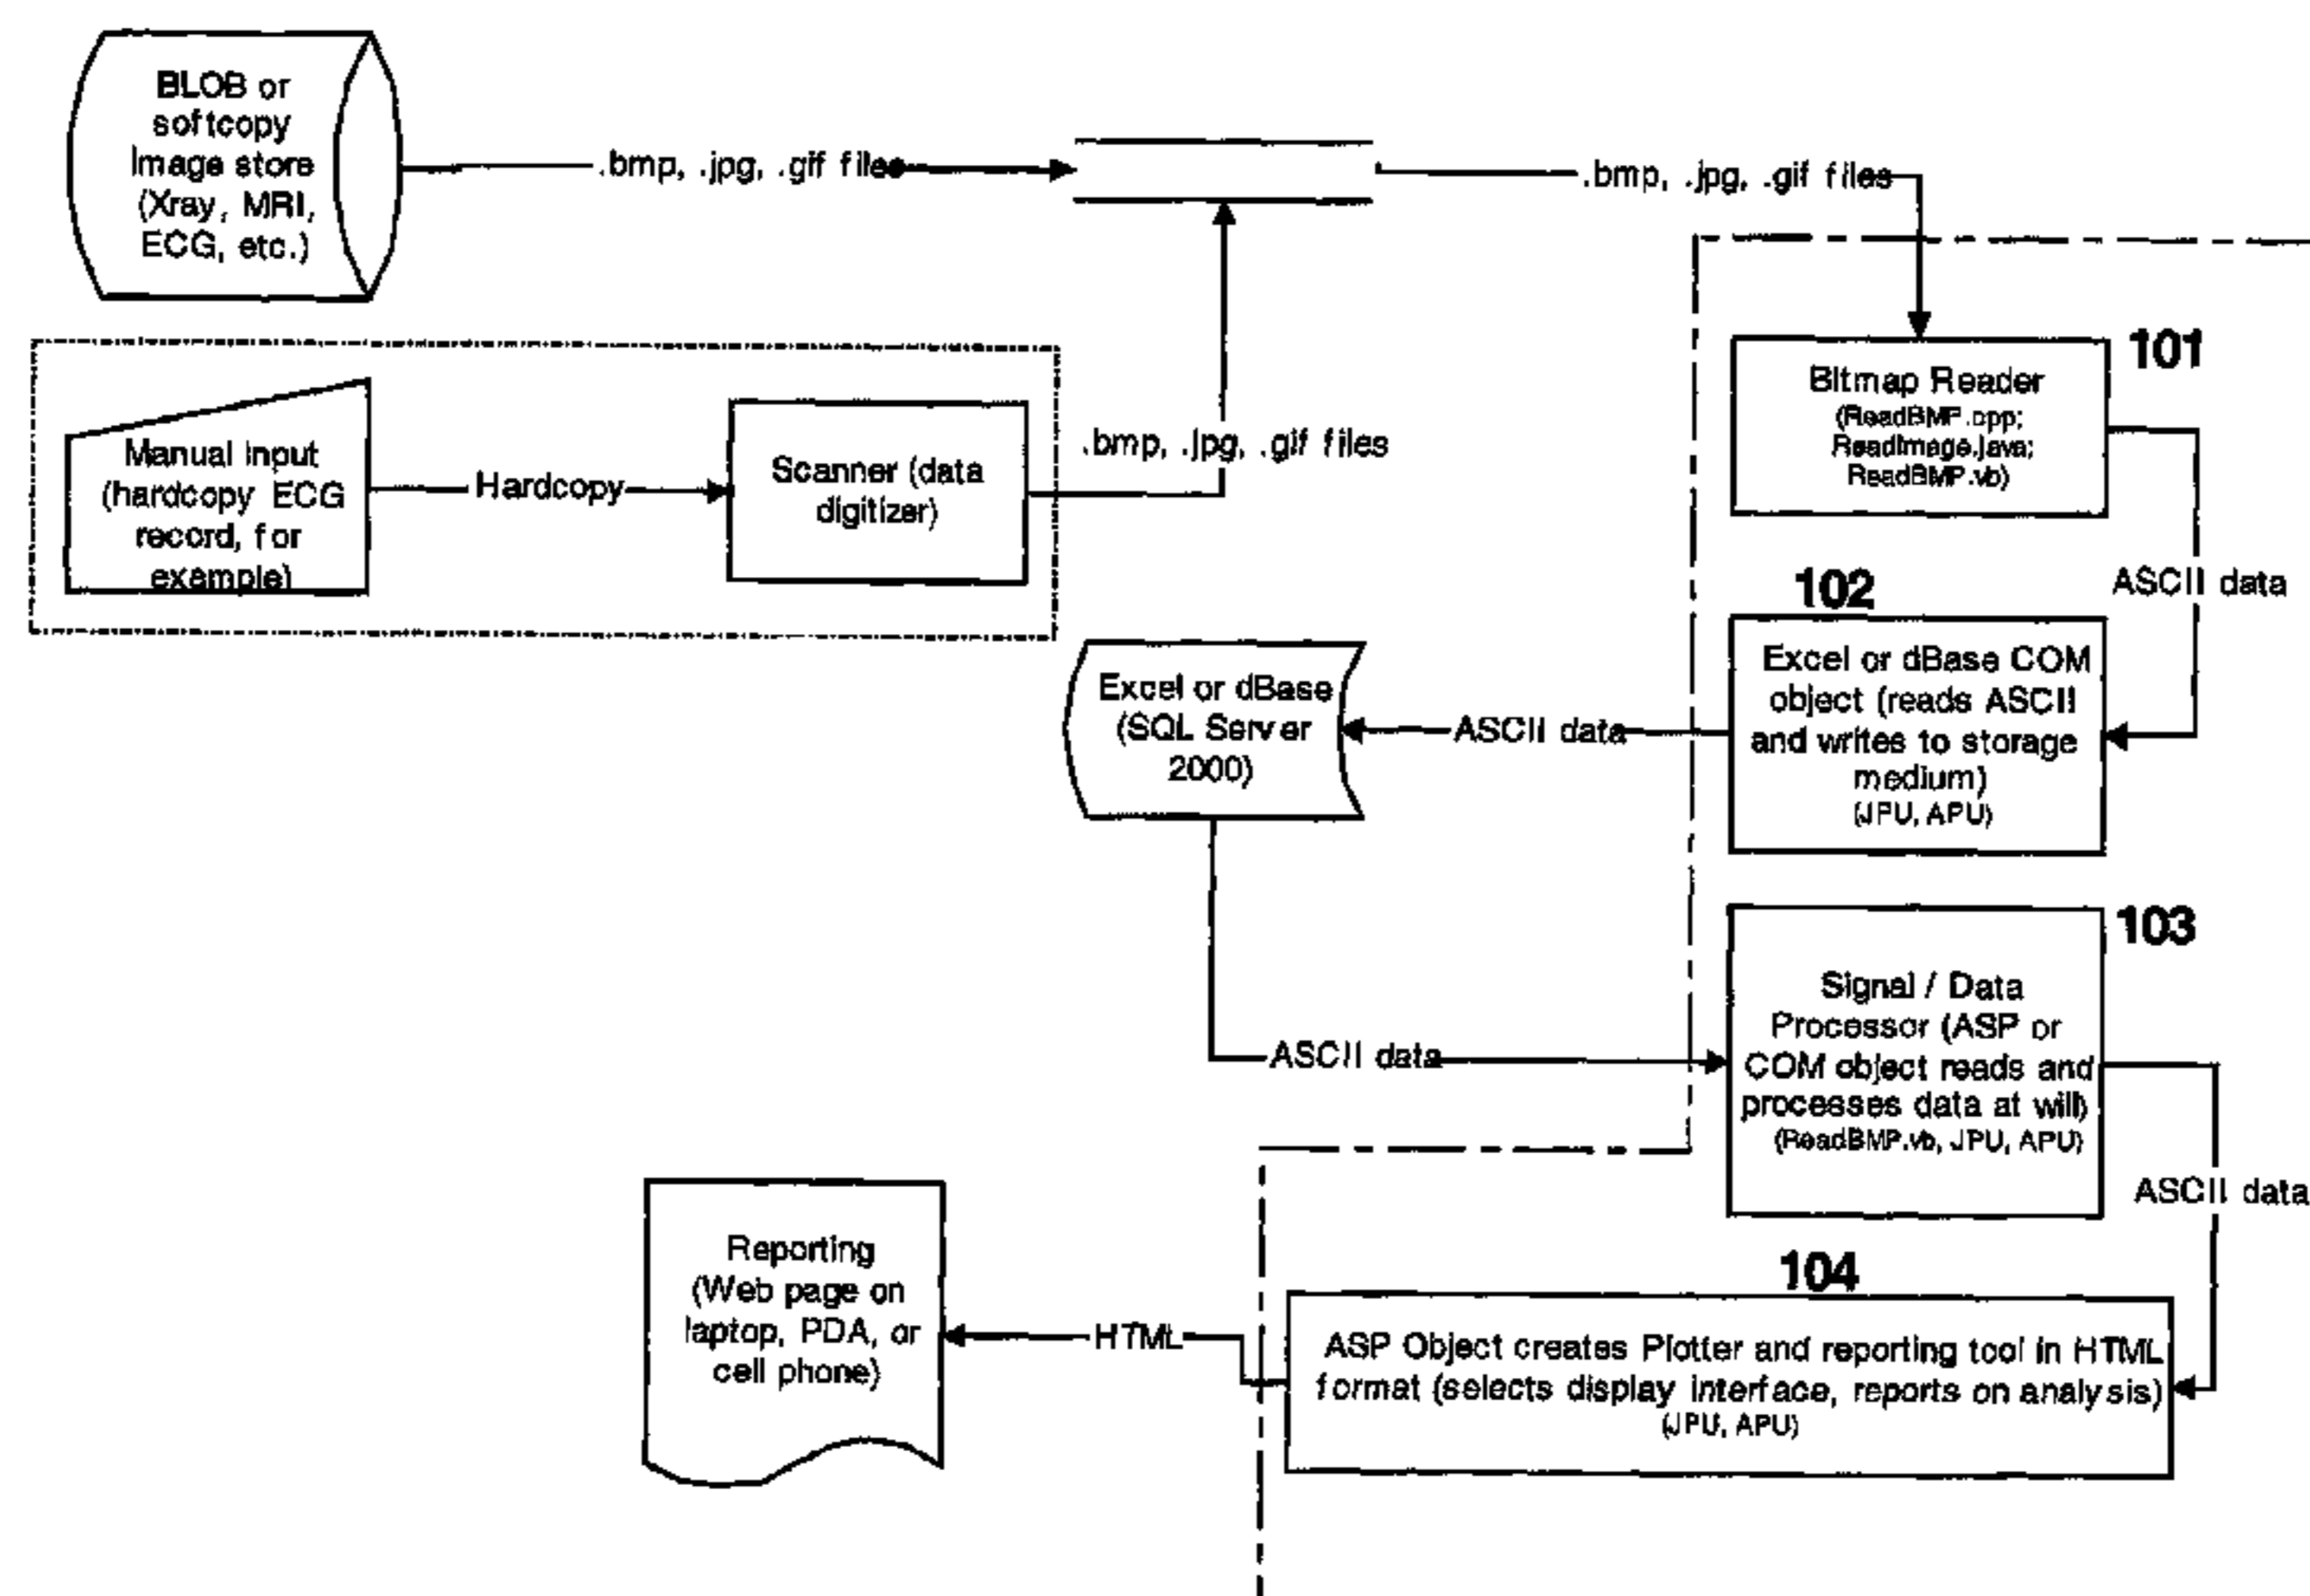 BLOB or
softcopy
Image store
(Xray, MRI,
ECG, etc.)
.bmp, .jpg, .gif files
.bmp, .jpg, .gif files
Manual input
(hardcopy ECG
record, for
example)
Hardcopy
Scanner (data
digitizer)
.bmp, .jpg, .gif files
101
Bitmap Reader
(ReadBMP.cpp;
ReadImage.java;
ReadBMP.vb)
ASCII data
102
Excel or dBase COM
object (reads ASCII
and writes to storage
medium)
(JPU, APU)
ASCII data
Excel or dBase
(SQL Server
2000)
ASCII data
103
Signal / Data
Processor (ASP or
COM object reads and
processes data at will)
(ReadBMP.vb, JPU, APU)
ASCII data
104
ASP Object creates Plotter and reporting tool in HTML
format (selects display interface, reports on analysis)
(JPU, APU)
HTML
Reporting
(Web page on
laptop, PDA, or
cell phone)